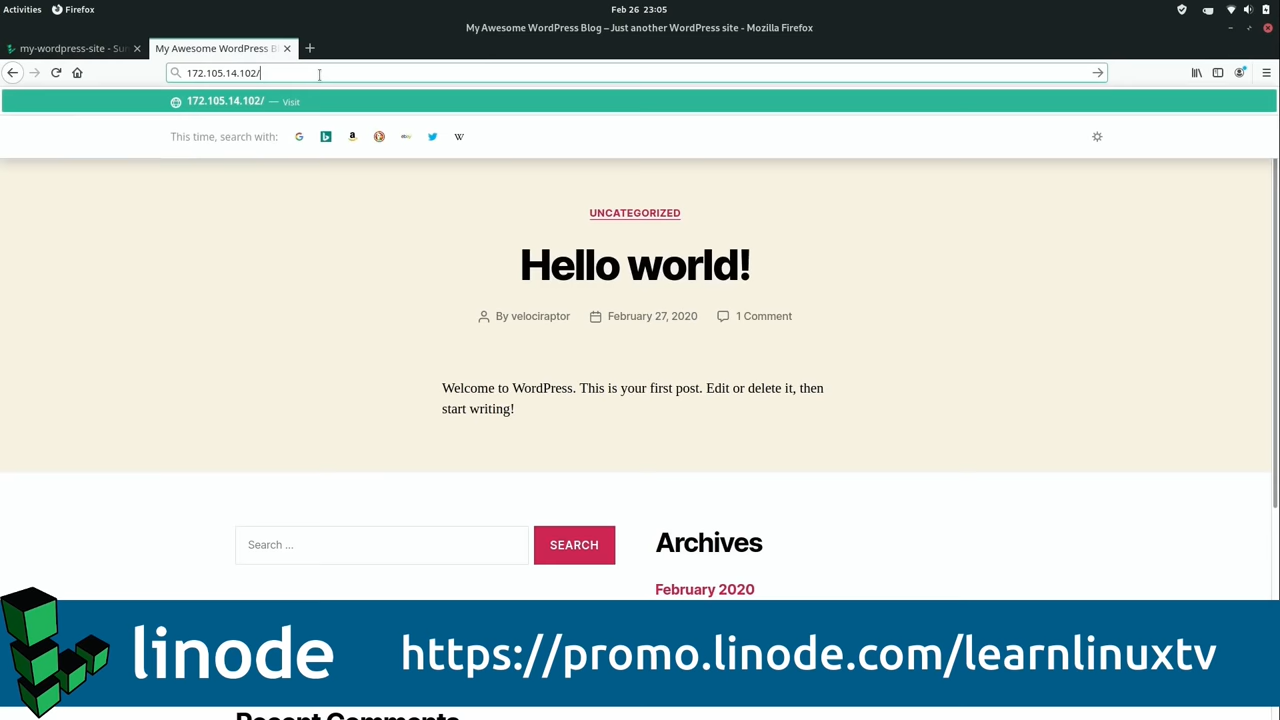 Activities Firefox Feb 26 23:05
My Awesome WordPress Blog – Just another WordPress site - Mozilla Firefox
my-wordpress-site - Su
My Awesome WordPress B
172.105.14.102/
172.105.14.102/ — Visit
This time, search with:
UNCATEGORIZED
Hello world!
By velociraptor February 27, 2020 1 Comment
Welcome to WordPress. This is your first post. Edit or delete it, then
start writing!
Search ... SEARCH
Archives
February 2020
linode https://promo.linode.com/learnlinuxtv
Recent Comments